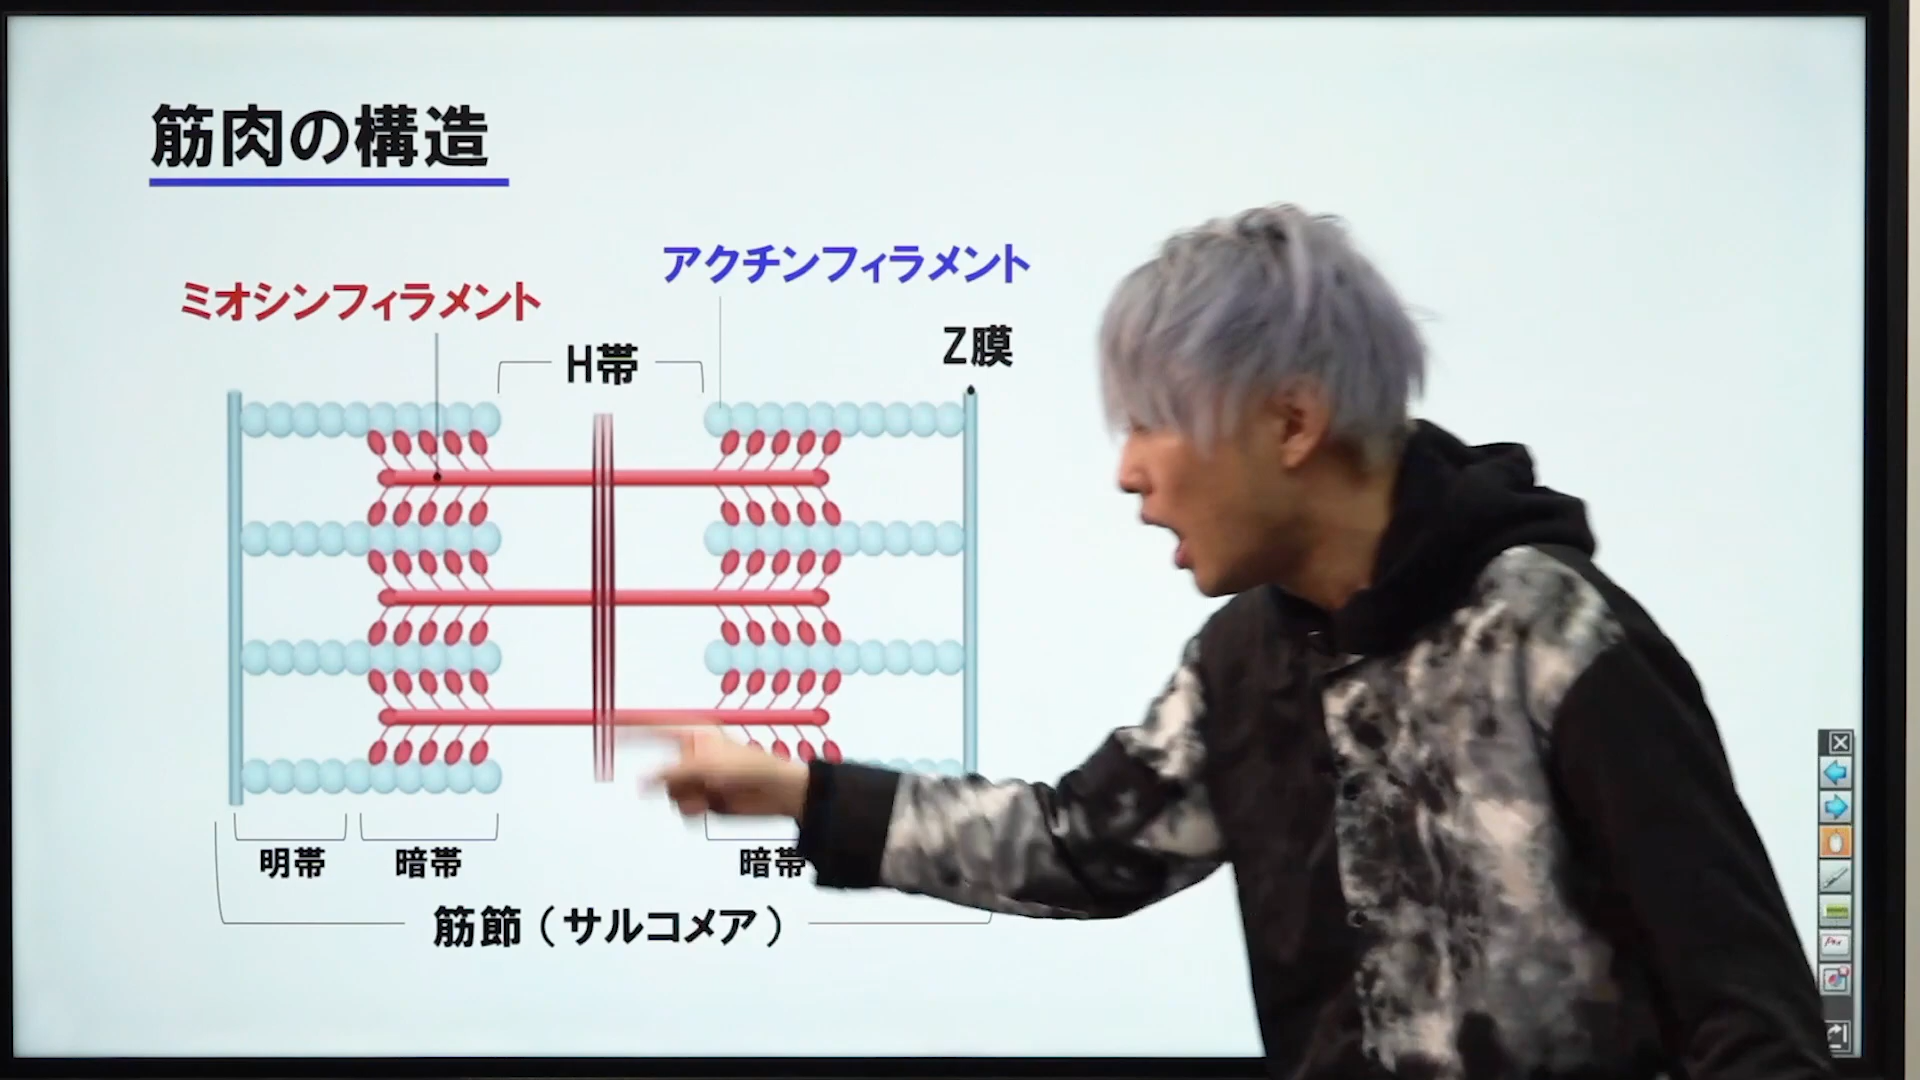 筋肉の構造
アクチンフィラメント
ミオシンフィラメント
Z膜
H帯
明帯
暗帯
暗帯
筋節(サルコメア)